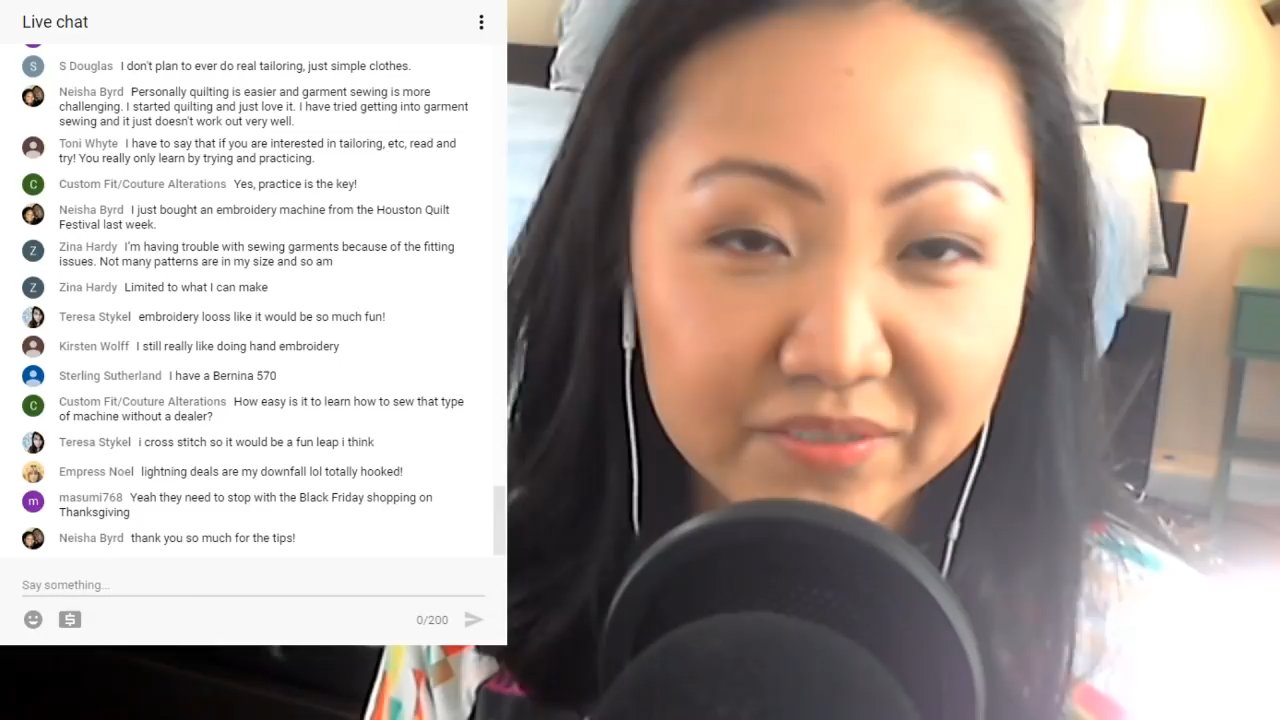 Live chat
S Douglas I don't plan to ever do real tailoring, just simple clothes.
Neisha Byrd Personally quilting is easier and garment sewing is more
challenging. I started quilting and just love it. I have tried getting into garment
sewing and it just doesn't work out very well.
Toni Whyte I have to say that if you are interested in tailoring, etc, read and
try! You really only learn by trying and practicing.
Custom Fit/Couture Alterations Yes, practice is the key!
Neisha Byrd I just bought an embroidery machine from the Houston Quilt
Festival last week.
Zina Hardy I'm having trouble with sewing garments because of the fitting
issues. Not many patterns are in my size and so am
Zina Hardy Limited to what I can make
Teresa Stykel embroidery looss like it would be so much fun!
Kirsten Wolff I still really like doing hand embroidery
Sterling Sutherland I have a Bernina 570
Custom Fit/Couture Alterations How easy is it to learn how to sew that type
of machine without a dealer?
Teresa Stykel i cross stitch so it would be a fun leap i think
Empress Noel lightning deals are my downfall lol totally hooked!
masumi768 Yeah they need to stop with the Black Friday shopping on
Thanksgiving
Neisha Byrd thank you so much for the tips!
Say something...
0/200